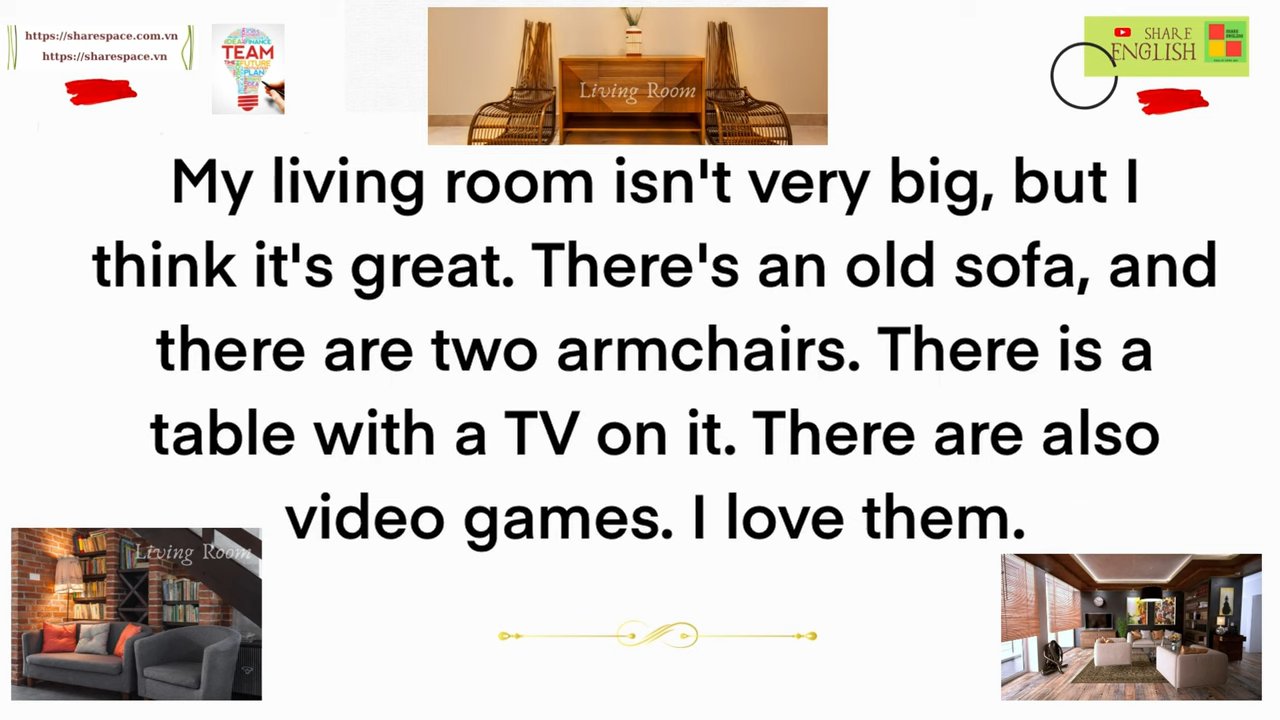 https://sharespace.com.vn
https://sharespace.vn
TEAM
FUTURE
PLAN
Living Room
SHARE
ENGLISH
My living room isn't very big, but I
think it's great. There's an old sofa, and
there are two armchairs. There is a
table with a TV on it. There are also
video games. I love them.
Living Room